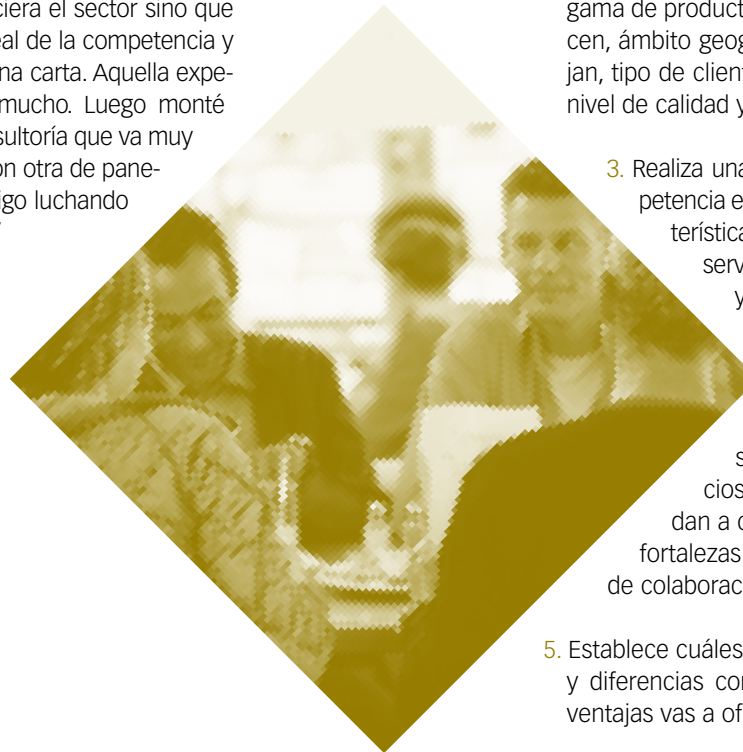 ciera el sector sino que
eal de la competencia y
na carta. Aquella expe-
mucho. Luego monté
sultoría que va muy
on otra de pane-
igo luchando
gama de product
cen, ámbito geog
jan, tipo de client
nivel de calidad y
3. Realiza una
petencia e
terística
serv
y
s
cios
dan a c
fortalezas
de colaborac
5. Establece cuáles
y diferencias con
ventajas vas a of